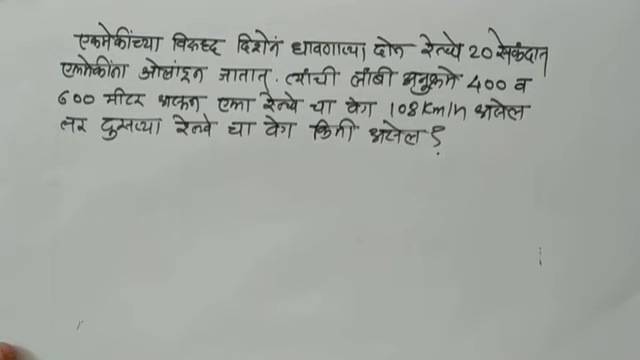 एकमेकींच्या विरुध्द दिशेने धावणाऱ्या दोन रेल्वे 20 सेकंदात
एकमेकींना ओलांडून जातात. त्यांची लांबी अनुक्रमे 400 व
600 मीटर असून एका रेल्वे चा वेग 108 Km/h असेल
तर दुसऱ्या रेल्वे चा वेग किती असेल ?